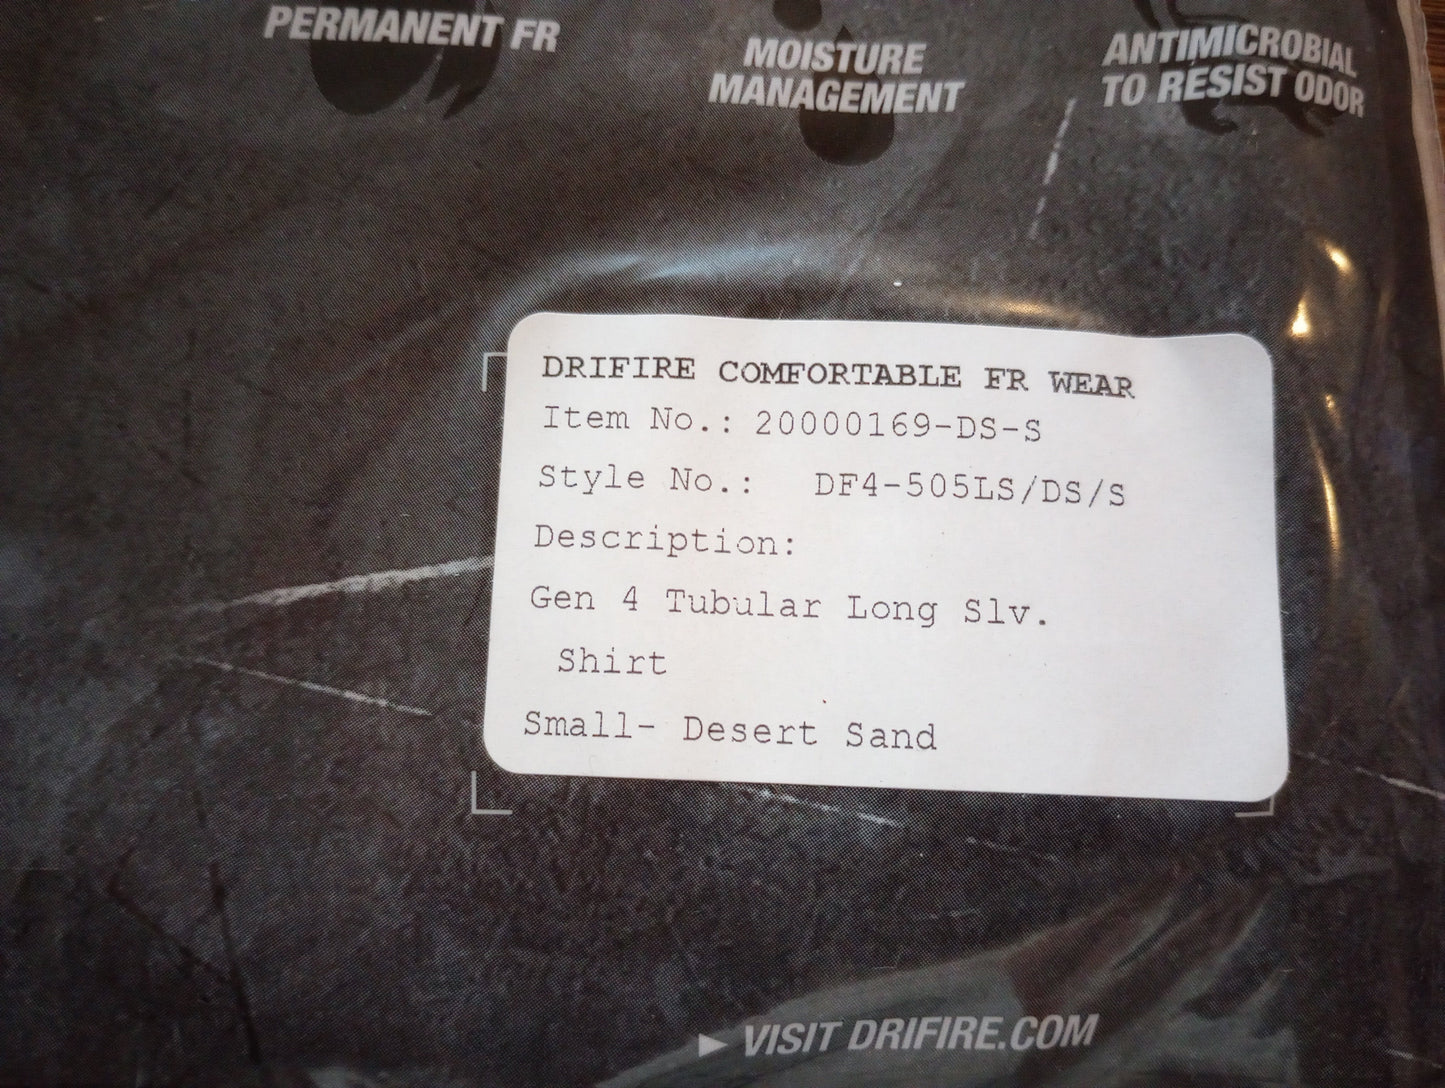 PERMANENT FR
MOISTURE
MANAGEMENT
ANTIMICROBIAL
TO RESIST ODOR
DRIFIRE COMFORTABLE FR WEAR
Item No.: 20000169-DS-S
Style No.: DF4-505LS/DS/S
Description:
Gen 4 Tubular Long Slv.
Shirt
Small- Desert Sand
VISIT DRIFIRE.COM